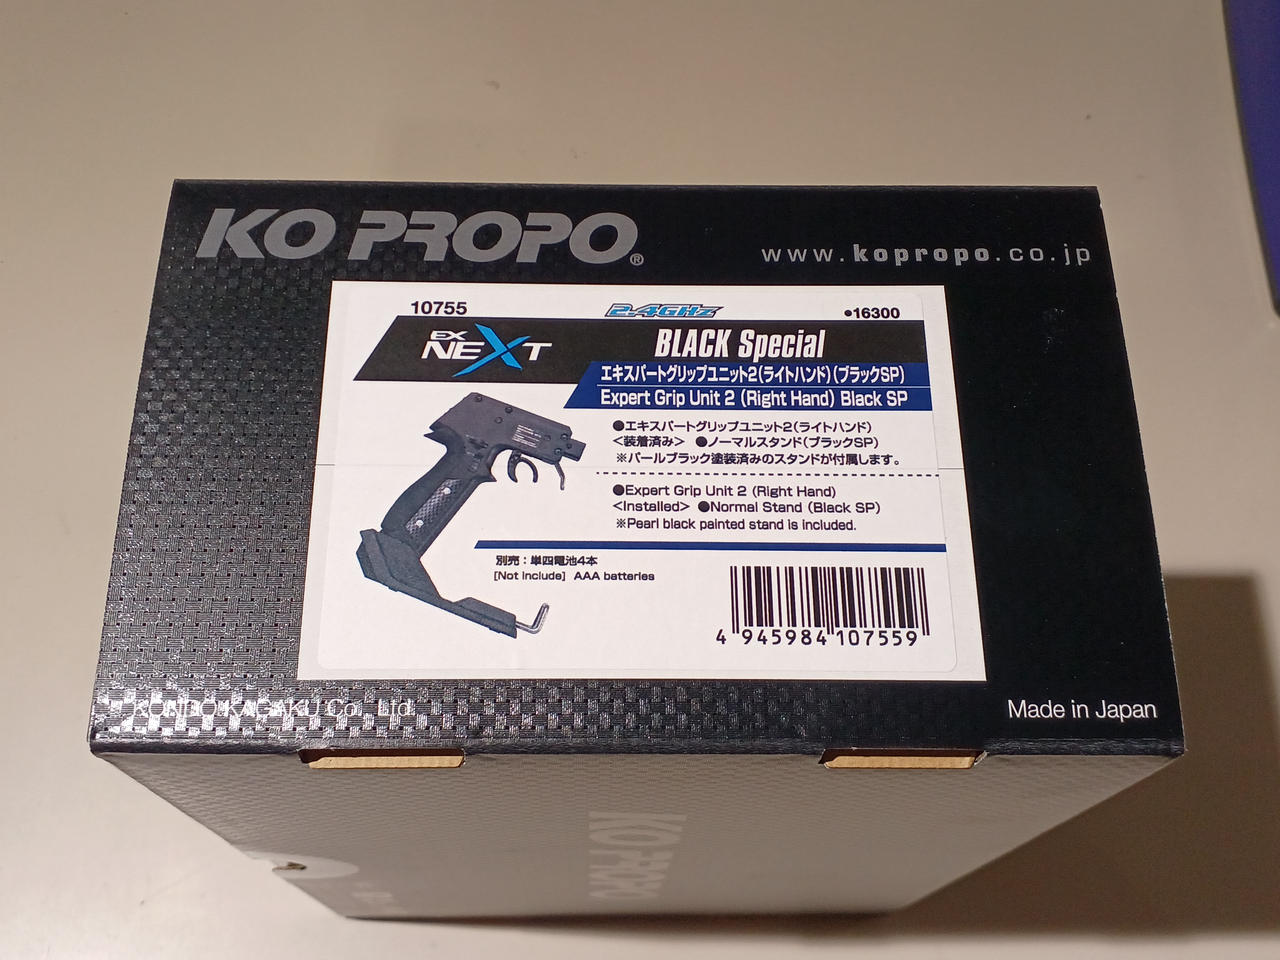 KO PROPO®
www.kopropo.co.jp
10755
2.4GHz
●16300
EX NEXT
BLACK Special
エキスパートグリップユニット2(ライトハンド)(ブラックSP)
Expert Grip Unit 2 (Right Hand) Black SP
●エキスパートグリップユニット2(ライトハンド)
<装着済み> ●ノーマルスタンド(ブラックSP)
※パールブラック塗装済みのスタンドが付属します。
●Expert Grip Unit 2 (Right Hand)
<Installed> ●Normal Stand (Black SP)
※Pearl black painted stand is included.
別売:単四電池4本
[Not include] AAA batteries
4 945984 107559
KONDO KAGAKU Co., Ltd.
Made in Japan
KO PROPO